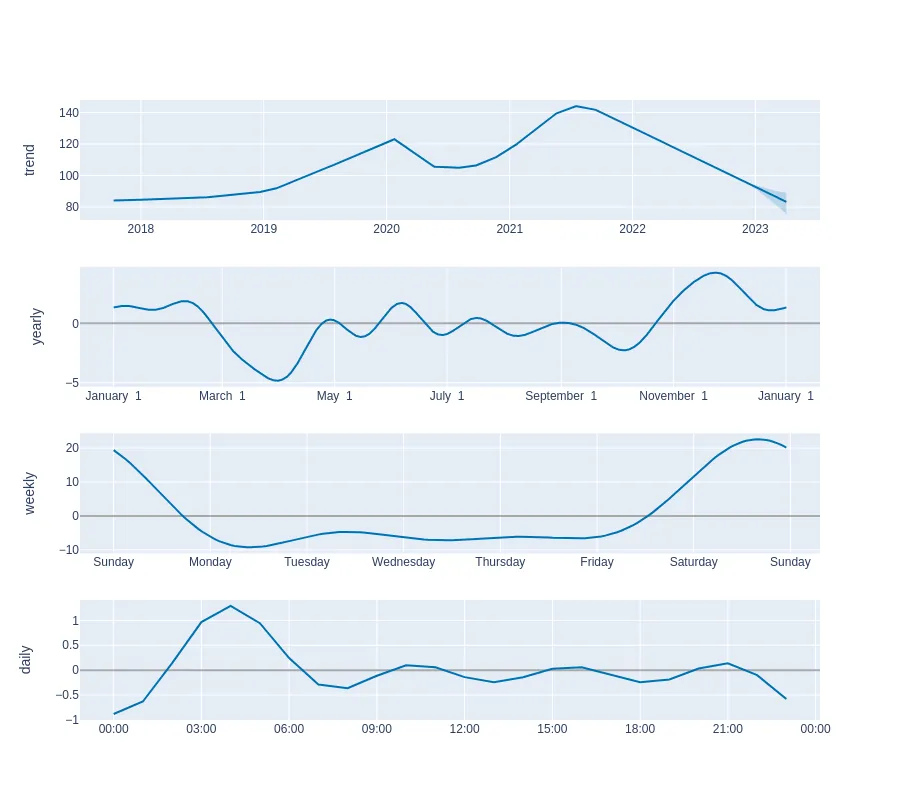 trend
140
120
100
80
2018 2019 2020 2021 2022 2023
yearly
0
−5
January 1 March 1 May 1 July 1 September 1 November 1 January 1
weekly
20
10
0
−10
Sunday Monday Tuesday Wednesday Thursday Friday Saturday Sunday
daily
1
0.5
0
−0.5
−1
00:00 03:00 06:00 09:00 12:00 15:00 18:00 21:00 00:00